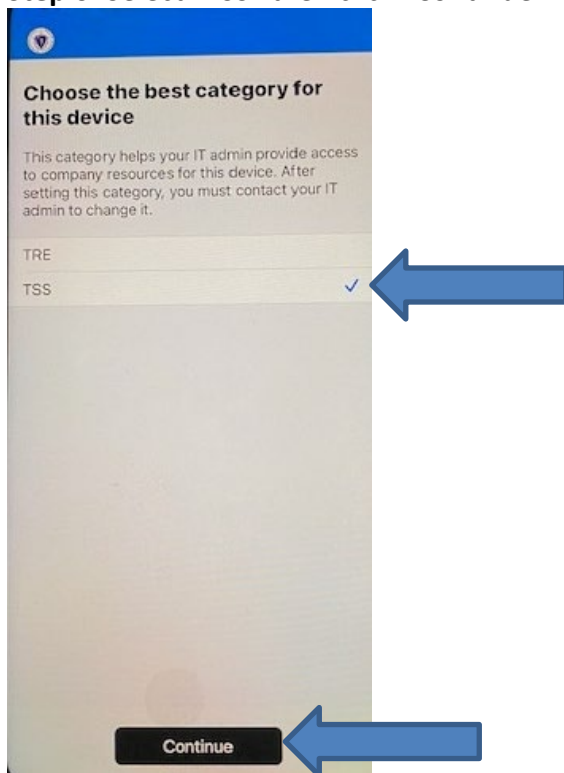 Choose the best category for
this device
This category helps your IT admin provide access
to company resources for this device. After
setting this category, you must contact your IT
admin to change it.
TRE
TSS
Continue